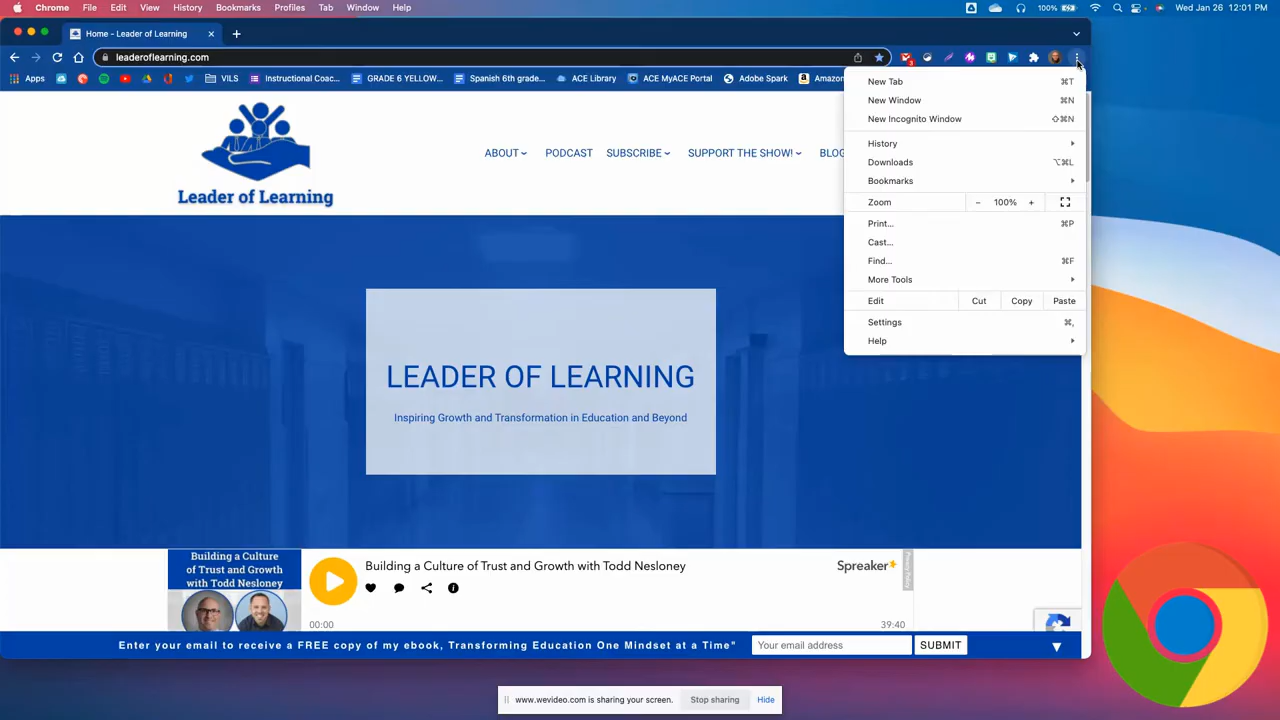 Chrome File Edit View History Bookmarks Profiles Tab Window Help 100% Wed Jan 26 12:01 PM
Home - Leader of Learning
leaderoflearning.com
3
Apps VILS Instructional Coac... GRADE 6 YELLOW... Spanish 6th grade... ACE Library ACE MyACE Portal Adobe Spark Amazon
New Tab ⌘T
New Window ⌘N
New Incognito Window ⇧⌘N
History
Downloads ⌥⌘L
Bookmarks
Zoom − 100% +
Print... ⌘P
Cast...
Find... ⌘F
More Tools
Edit Cut Copy Paste
Settings ⌘,
Help
Leader of Learning
ABOUT PODCAST SUBSCRIBE SUPPORT THE SHOW! BLOG
LEADER OF LEARNING
Inspiring Growth and Transformation in Education and Beyond
Building a Culture
of Trust and Growth
with Todd Nesloney
Building a Culture of Trust and Growth with Todd Nesloney
Spreaker
Privacy Policy
00:00 39:40
Enter your email to receive a FREE copy of my ebook, Transforming Education One Mindset at a Time" Your email address SUBMIT
www.wevideo.com is sharing your screen. Stop sharing Hide